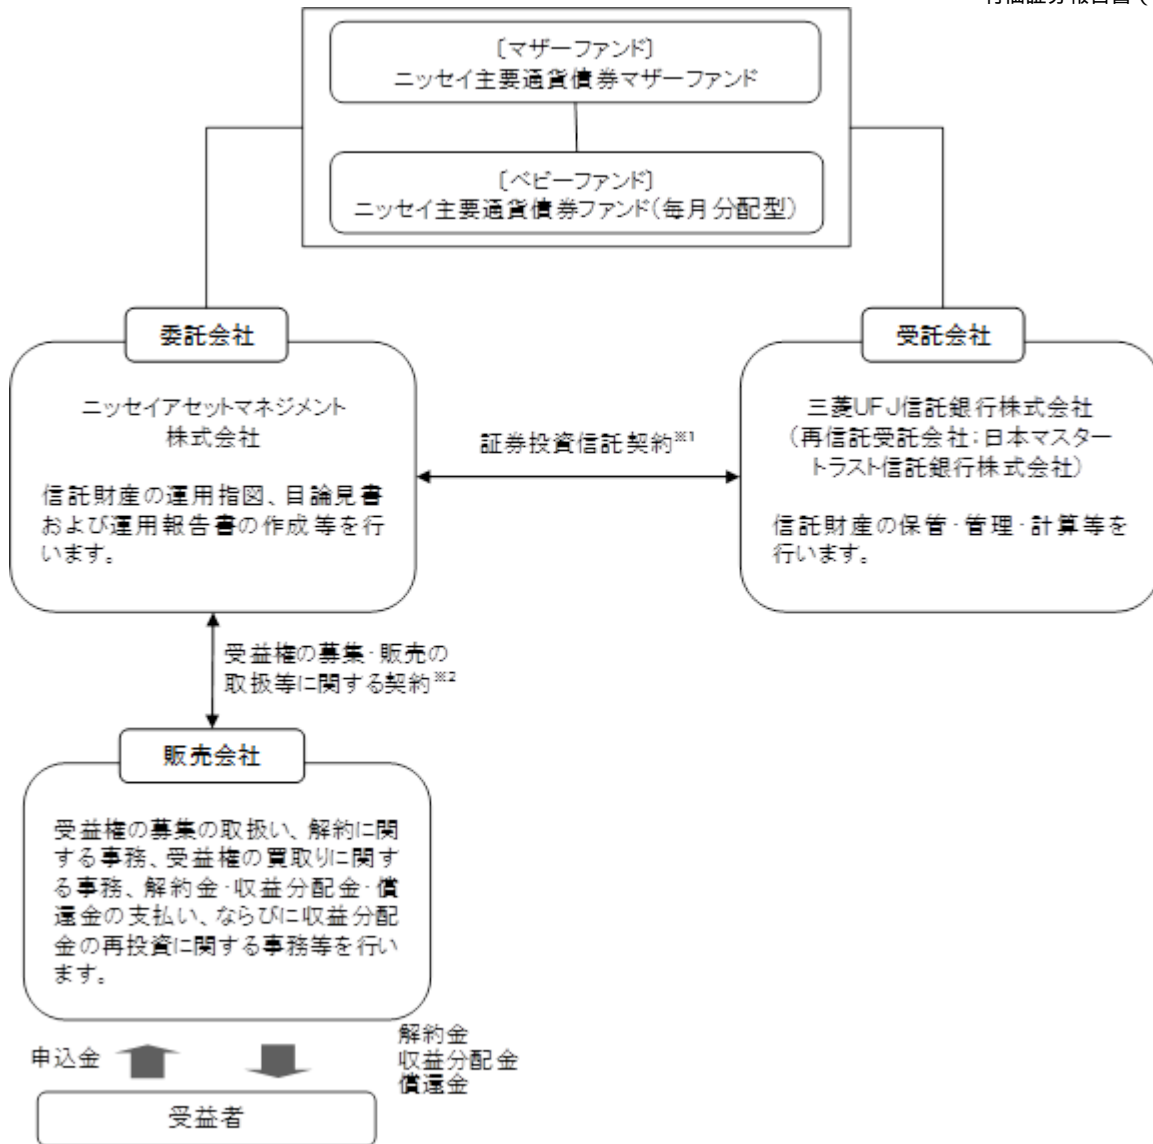 〔マザーファンド〕
ニッセイ主要通貨債券マザーファンド
〔ベビーファンド〕
ニッセイ主要通貨債券ファンド(毎月分配型)
委託会社
ニッセイアセットマネジメント
株式会社
信託財産の運用指図、目論見書
および運用報告書の作成等を行
います。
証券投資信託契約※1
受託会社
三菱UFJ信託銀行株式会社
(再信託受託会社:日本マスター
トラスト信託銀行株式会社)
信託財産の保管・管理・計算等を
行います。
受益権の募集・販売の
取扱等に関する契約※2
販売会社
受益権の募集の取扱い、解約に関
する事務、受益権の買取りに関す
る事務、解約金・収益分配金・償
還金の支払い、ならびに収益分配
金の再投資に関する事務等を行い
ます。
申込金
解約金
収益分配金
償還金
受益者